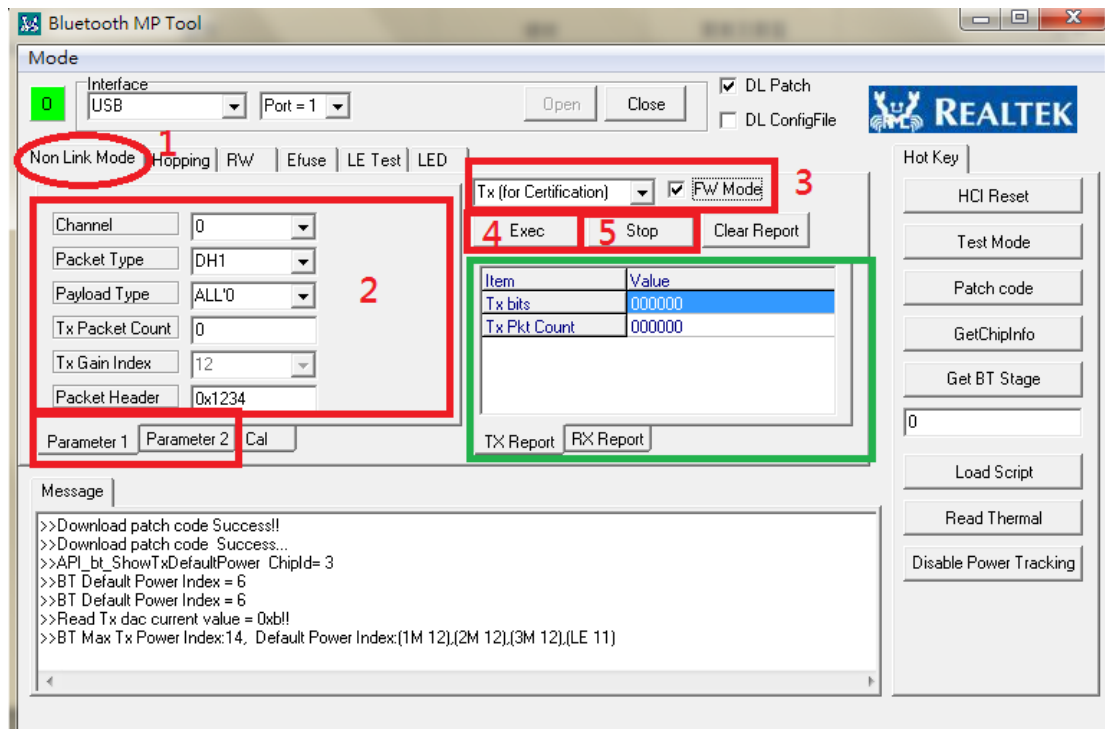 Bluetooth MP Tool
Mode
Interface
0 USB Port = 1 Open Close
DL Patch
DL ConfigFile
REALTEK
1
Non Link Mode Hopping RW Efuse LE Test LED
Hot Key
Tx (for Certification) FW Mode 3
4 Exec 5 Stop Clear Report
Channel 0
Packet Type DH1
Payload Type ALL'0
Tx Packet Count 0
Tx Gain Index 12
Packet Header 0x1234
2
Parameter 1 Parameter 2 Cal
Item Value
Tx bits 000000
Tx Pkt Count 000000
TX Report RX Report
HCI Reset
Test Mode
Patch code
GetChipInfo
Get BT Stage
0
Load Script
Read Thermal
Disable Power Tracking
Message
>>Download patch code Success!!
>>Download patch code  Success...
>>API_bt_ShowTxDefaultPower  ChipId= 3
>>BT Default Power Index = 6
>>BT Default Power Index = 6
>>Read Tx dac current value = 0xb!!
>>BT Max Tx Power Index:14,  Default Power Index:(1M 12),(2M 12),(3M 12),(LE 11)